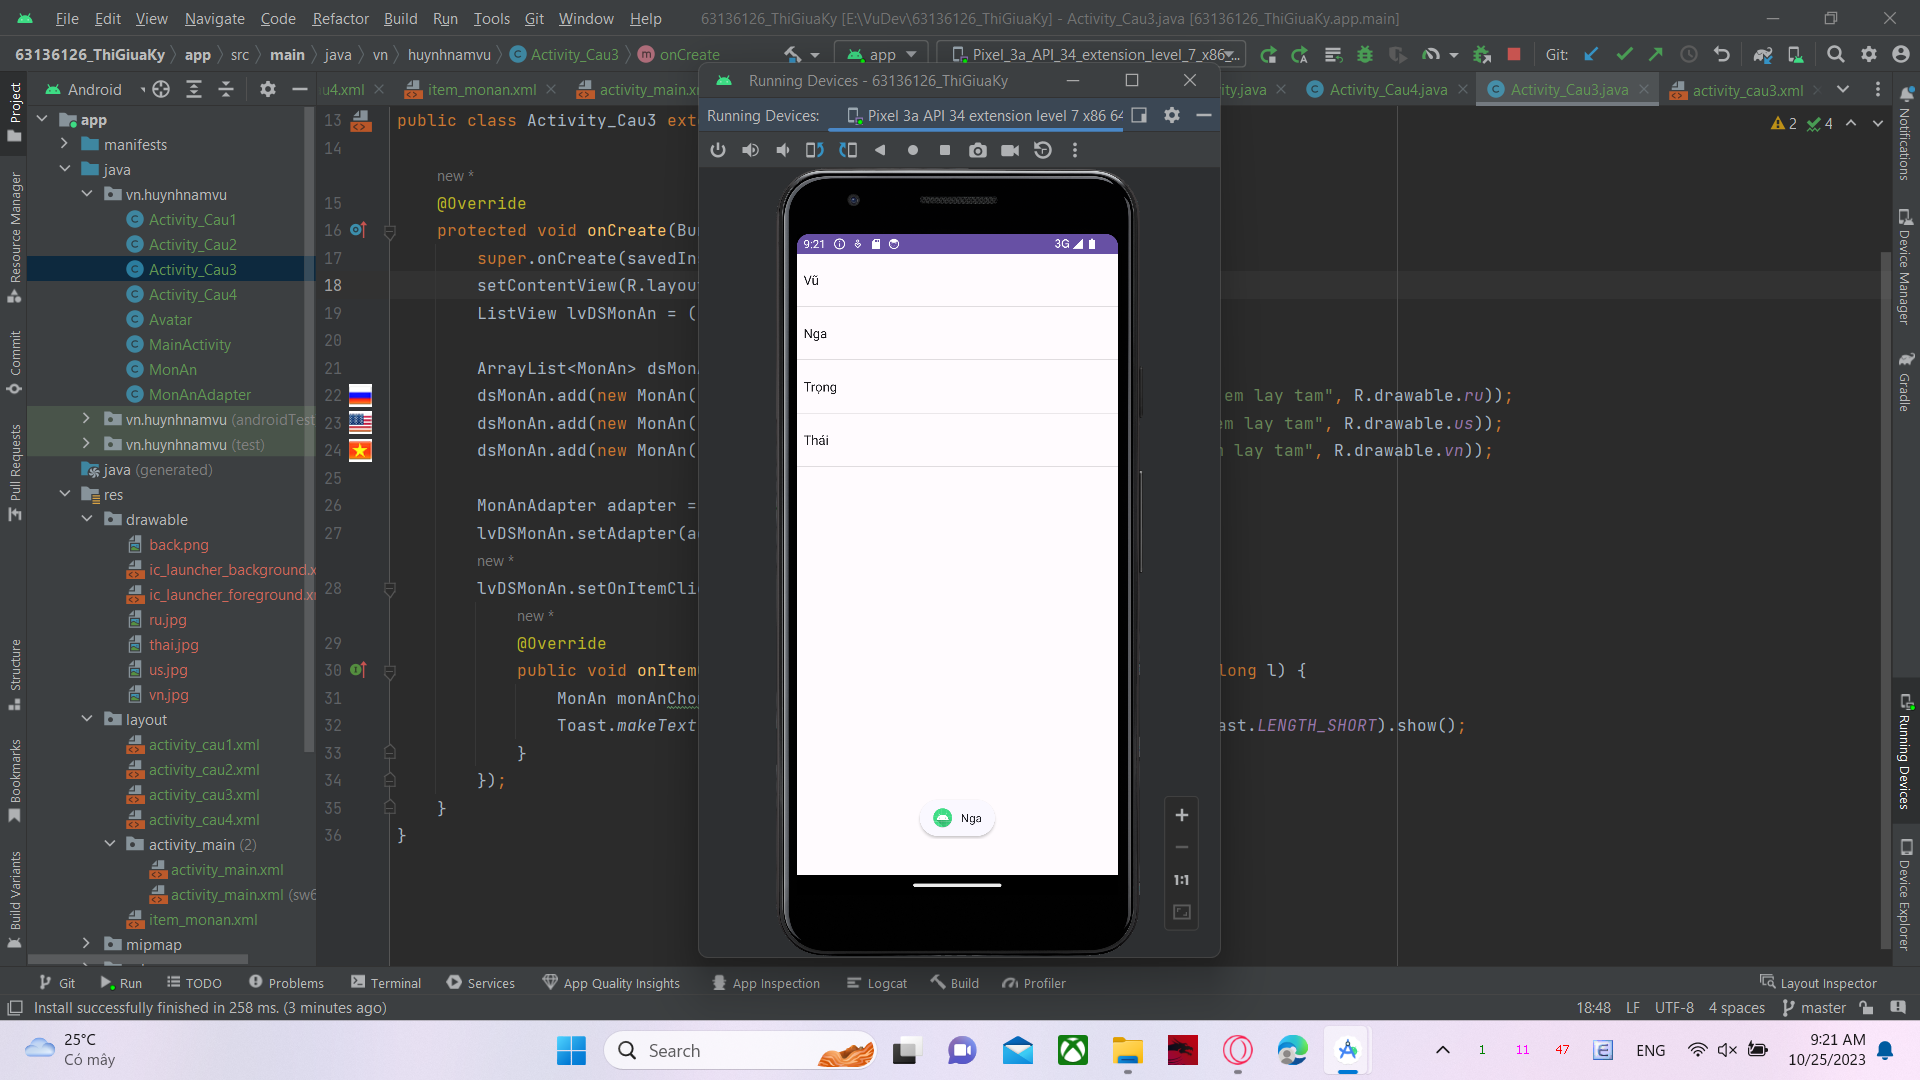 File Edit View Navigate Code Refactor Build Run Tools Git Window Help 63136126_ThiGiuaKy [E:\VuDev\63136126_ThiGiuaKy] - Activity_Cau3.java [63136126_ThiGiuaKy.app.main]
63136126_ThiGiuaKy app src main java vn huynhnamvu Activity_Cau3 onCreate app Pixel_3a_API_34_extension_level_7_x86... Git:
Android u4.xml item_monan.xml activity_main.xm ity.java Activity_Cau4.java Activity_Cau3.java activity_cau3.xml
Project
Resource Manager
Commit
Pull Requests
Structure
Bookmarks
Build Variants
app
manifests
java
vn.huynhnamvu
Activity_Cau1
Activity_Cau2
Activity_Cau3
Activity_Cau4
Avatar
MainActivity
MonAn
MonAnAdapter
vn.huynhnamvu (androidTest
vn.huynhnamvu (test)
java (generated)
res
drawable
back.png
ic_launcher_background.x
ic_launcher_foreground.xm
ru.jpg
thai.jpg
us.jpg
vn.jpg
layout
activity_cau1.xml
activity_cau2.xml
activity_cau3.xml
activity_cau4.xml
activity_main (2)
activity_main.xml
activity_main.xml (sw6
item_monan.xml
mipmap
2 4
13 public class Activity_Cau3 ext
14
new *
15 @Override
16 protected void onCreate(Bu
17 super.onCreate(savedIn
18 setContentView(R.layou
19 ListView lvDSMonAn = (
20
21 ArrayList<MonAn> dsMon
22 dsMonAn.add(new MonAn( em lay tam", R.drawable.ru));
23 dsMonAn.add(new MonAn( em lay tam", R.drawable.us));
24 dsMonAn.add(new MonAn( m lay tam", R.drawable.vn));
25
26 MonAnAdapter adapter =
27 lvDSMonAn.setAdapter(a
new *
28 lvDSMonAn.setOnItemCli
new *
29 @Override
30 public void onItem long l) {
31 MonAn monAnCho
32 Toast.makeText ast.LENGTH_SHORT).show();
33 }
34 });
35 }
36 }
Running Devices - 63136126_ThiGiuaKy
Running Devices: Pixel 3a API 34 extension level 7 x86 64
9:21 3G
Vũ
Nga
Trọng
Thái
Nga
1:1
Notifications
Device Manager
Gradle
Running Devices
Device Explorer
Git Run TODO Problems Terminal Services App Quality Insights App Inspection Logcat Build Profiler Layout Inspector
Install successfully finished in 258 ms. (3 minutes ago) 18:48 LF UTF-8 4 spaces master
25°C
Có mây
Search
1 11 47 ENG
9:21 AM
10/25/2023